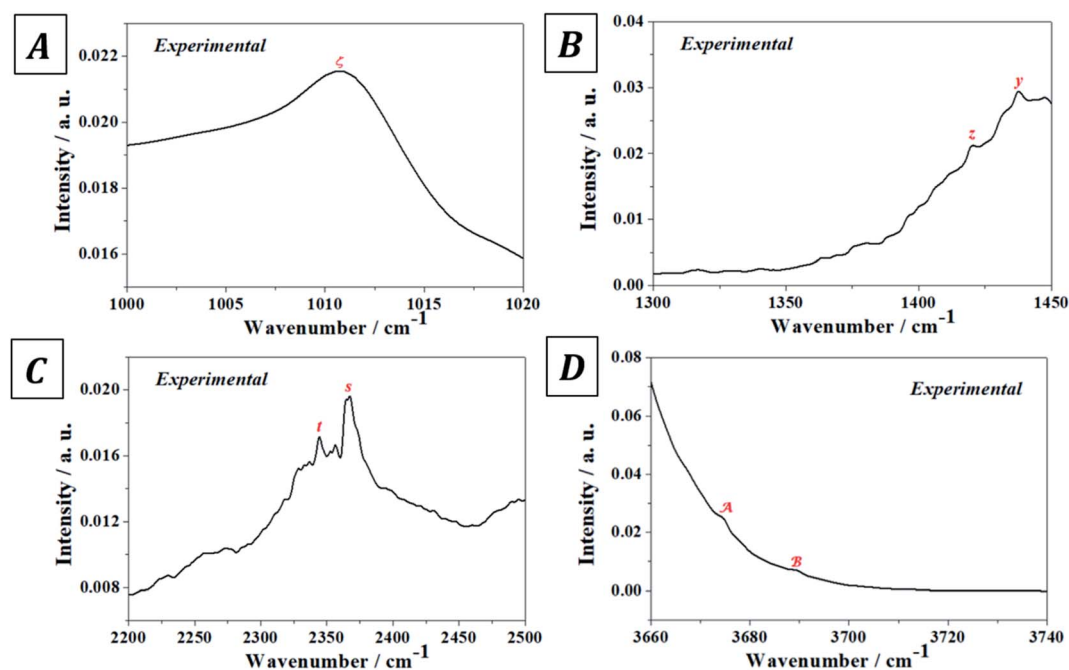 A
Experimental
ζ
Intensity / a. u.
0.022
0.020
0.018
0.016
1000 1005 1010 1015 1020
Wavenumber / cm⁻¹
B
Experimental
y
z
Intensity / a. u.
0.04
0.03
0.02
0.01
0.00
1300 1350 1400 1450
Wavenumber / cm⁻¹
C
Experimental
s
t
Intensity / a. u.
0.020
0.016
0.012
0.008
2200 2250 2300 2350 2400 2450 2500
Wavenumber / cm⁻¹
D
Experimental
A
B
Intensity / a. u.
0.08
0.06
0.04
0.02
0.00
3660 3680 3700 3720 3740
Wavenumber / cm⁻¹